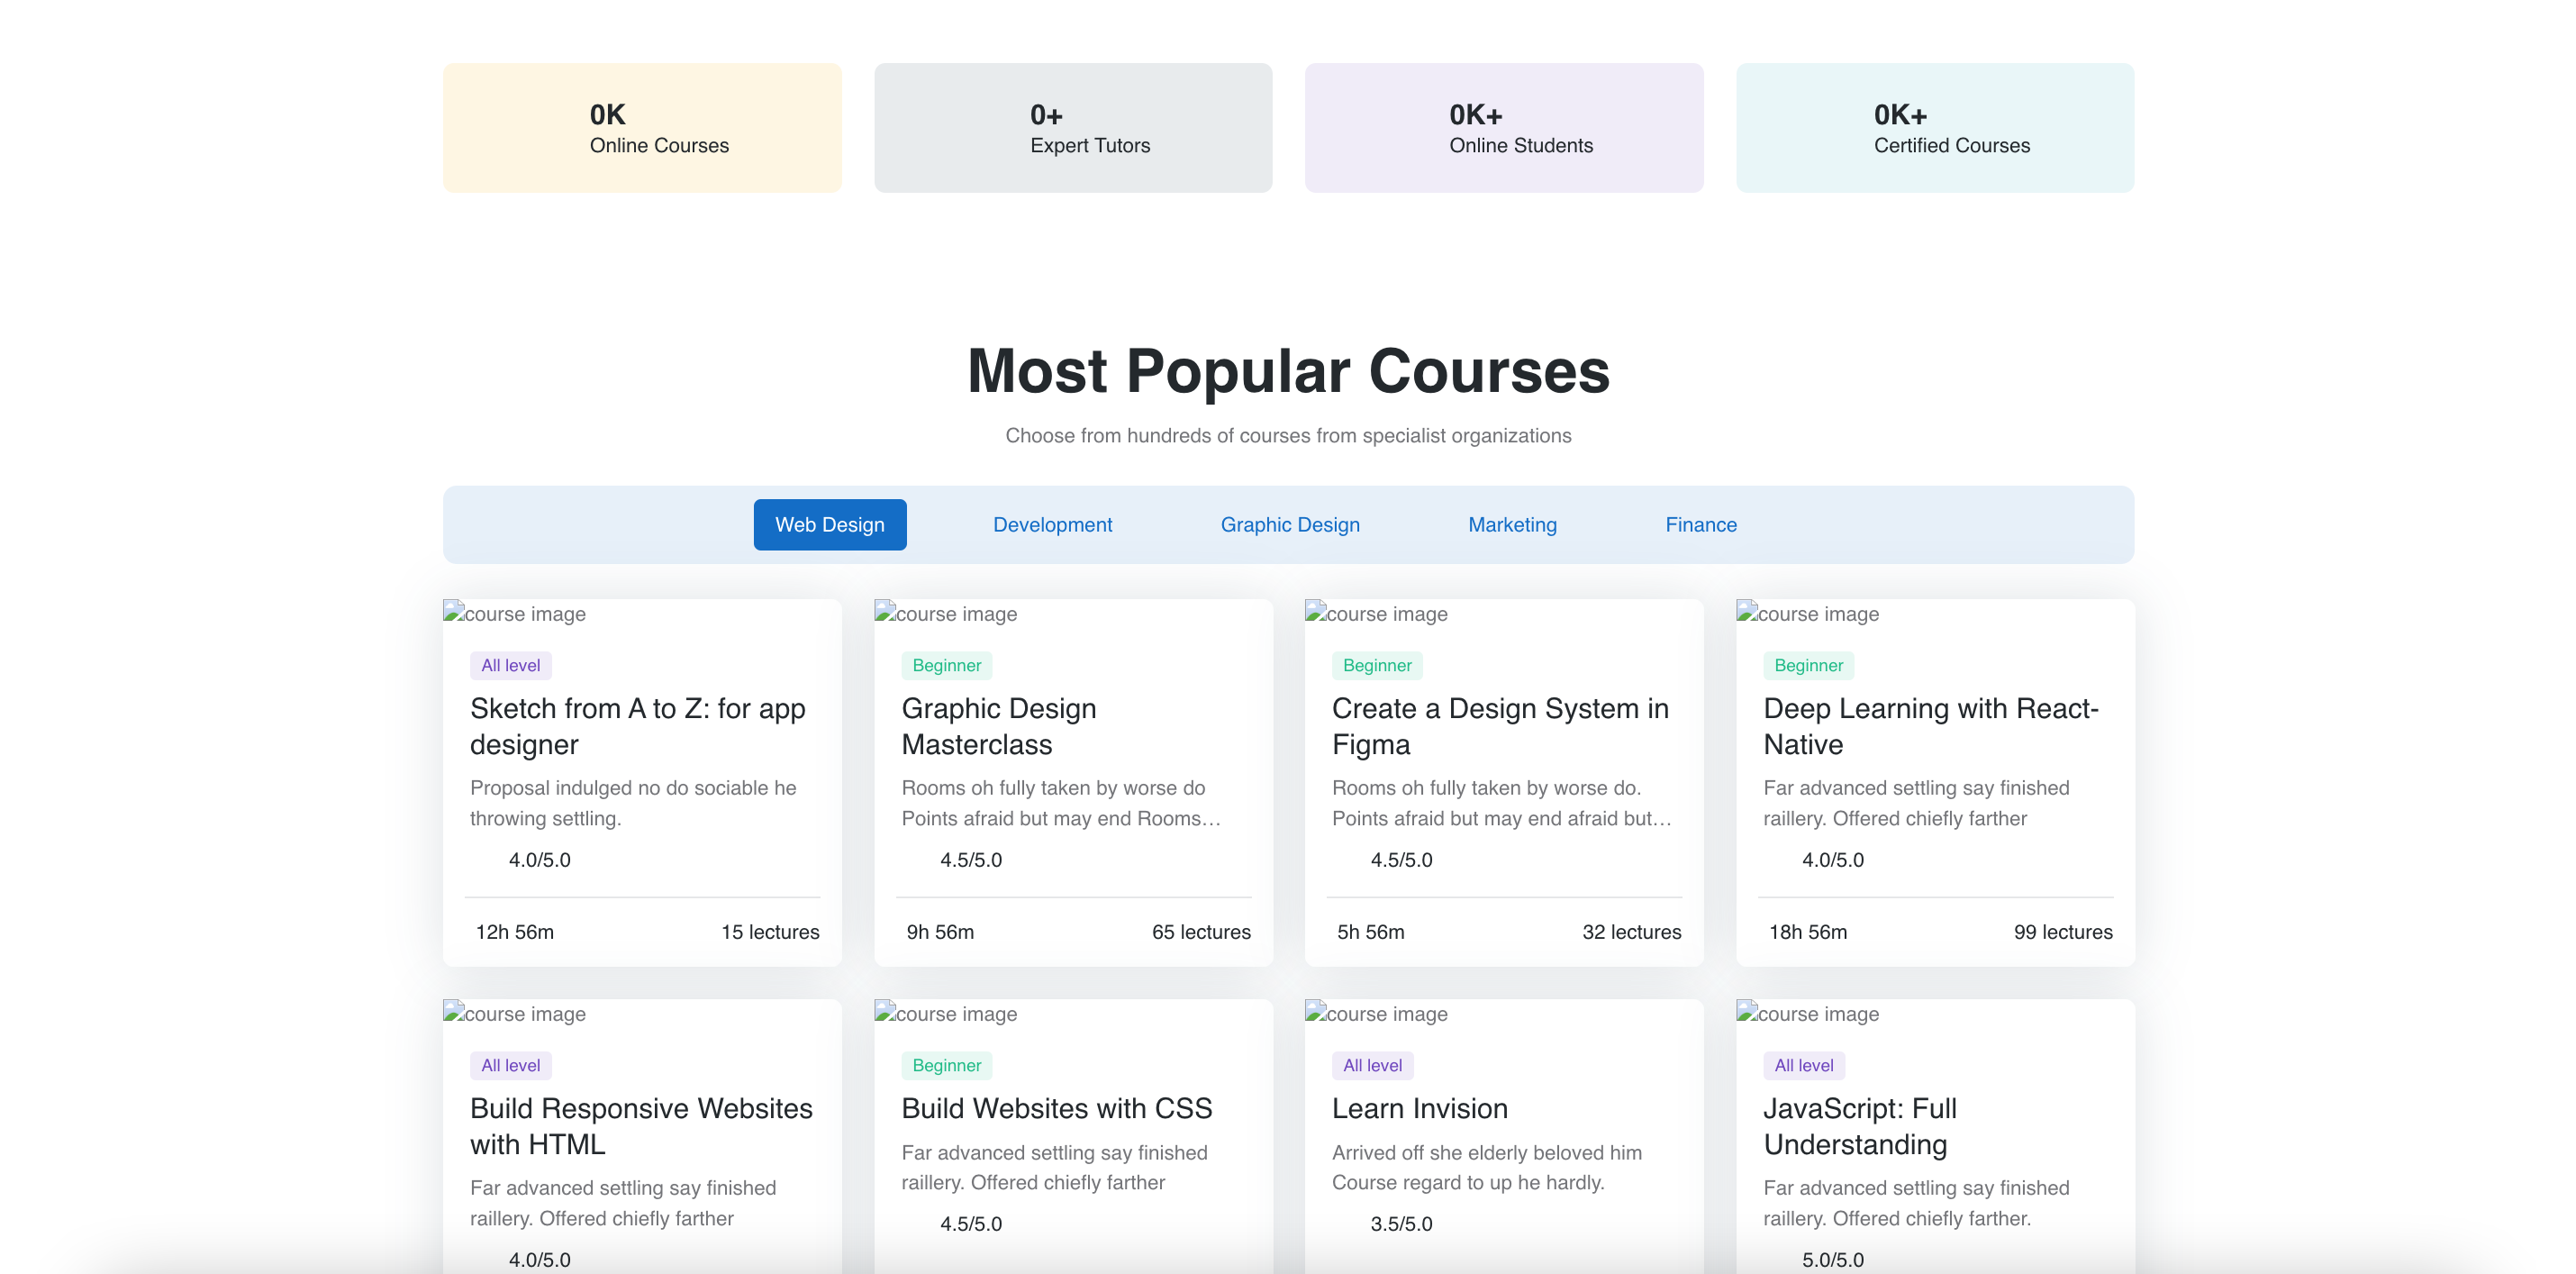 0K
Online Courses
0+
Expert Tutors
0K+
Online Students
0K+
Certified Courses
Most Popular Courses
Choose from hundreds of courses from specialist organizations
Web Design
Development
Graphic Design
Marketing
Finance
course image
All level
Sketch from A to Z: for app
designer
Proposal indulged no do sociable he
throwing settling.
4.0/5.0
12h 56m
15 lectures
course image
Beginner
Graphic Design
Masterclass
Rooms oh fully taken by worse do
Points afraid but may end Rooms…
4.5/5.0
9h 56m
65 lectures
course image
Beginner
Create a Design System in
Figma
Rooms oh fully taken by worse do.
Points afraid but may end afraid but…
4.5/5.0
5h 56m
32 lectures
course image
Beginner
Deep Learning with React-
Native
Far advanced settling say finished
raillery. Offered chiefly farther
4.0/5.0
18h 56m
99 lectures
course image
All level
Build Responsive Websites
with HTML
Far advanced settling say finished
raillery. Offered chiefly farther
4.0/5.0
course image
Beginner
Build Websites with CSS
Far advanced settling say finished
raillery. Offered chiefly farther
4.5/5.0
course image
All level
Learn Invision
Arrived off she elderly beloved him
Course regard to up he hardly.
3.5/5.0
course image
All level
JavaScript: Full
Understanding
Far advanced settling say finished
raillery. Offered chiefly farther.
5.0/5.0